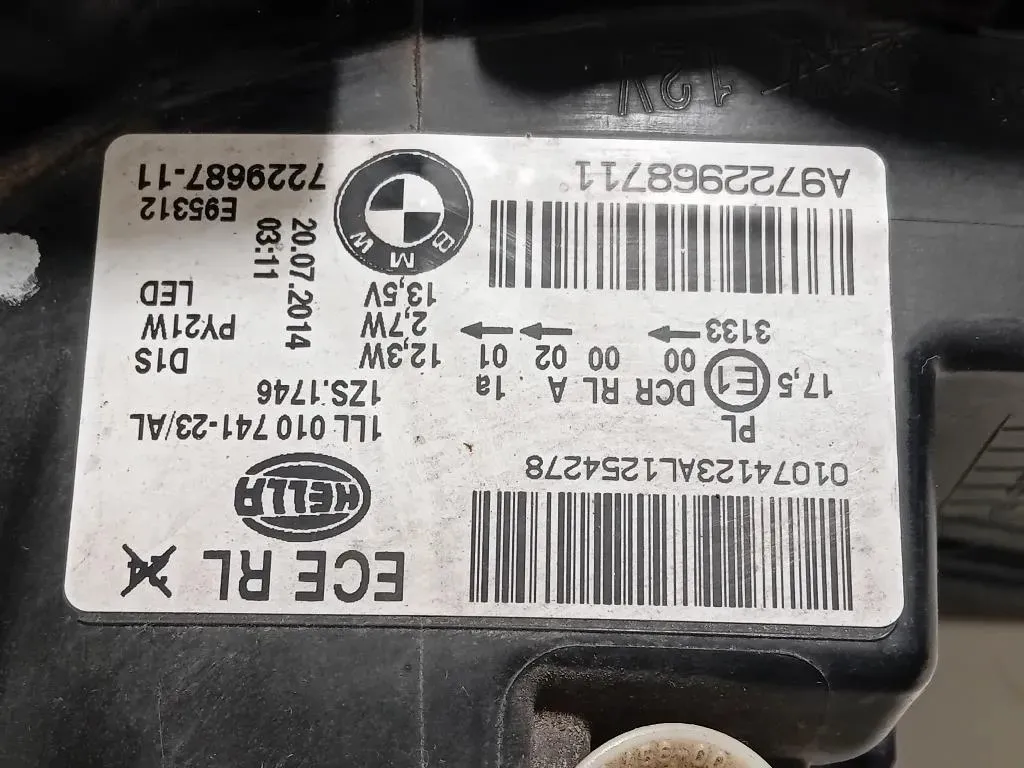 ECE RL
HELLA
01074123AL1254278
1LL 010 741-23/AL
1ZS.1746
PL
17,5 E1 DCR RL A 1a
00 00 02 01
3133
12,3W D1S
2,7W PY21W
13,5V LED
20.07.2014
03:11
BMW
E95312
A9722968711
7229687-11
12V